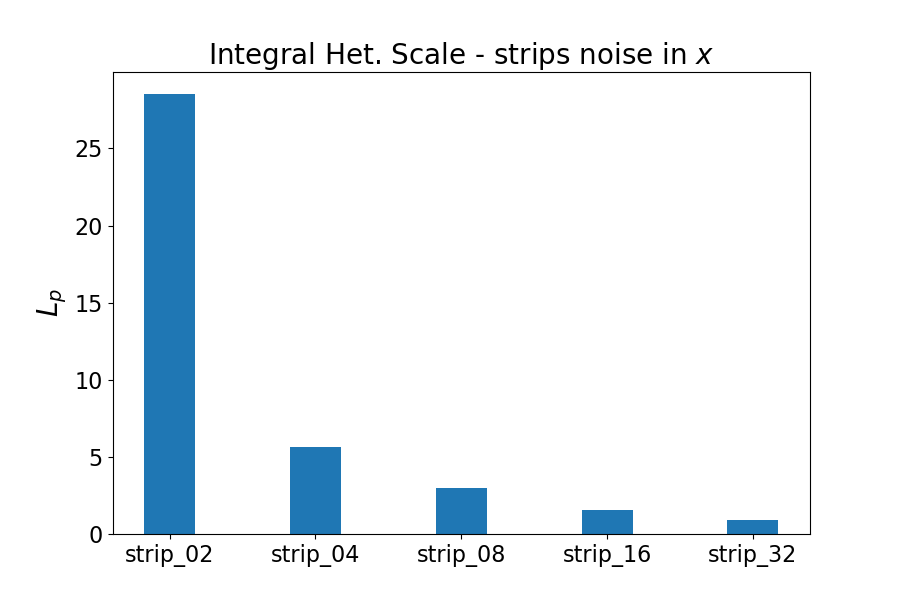 Integral Het. Scale - strips noise in x
25
20
15
10
5
0
L_p
strip_02 strip_04 strip_08 strip_16 strip_32